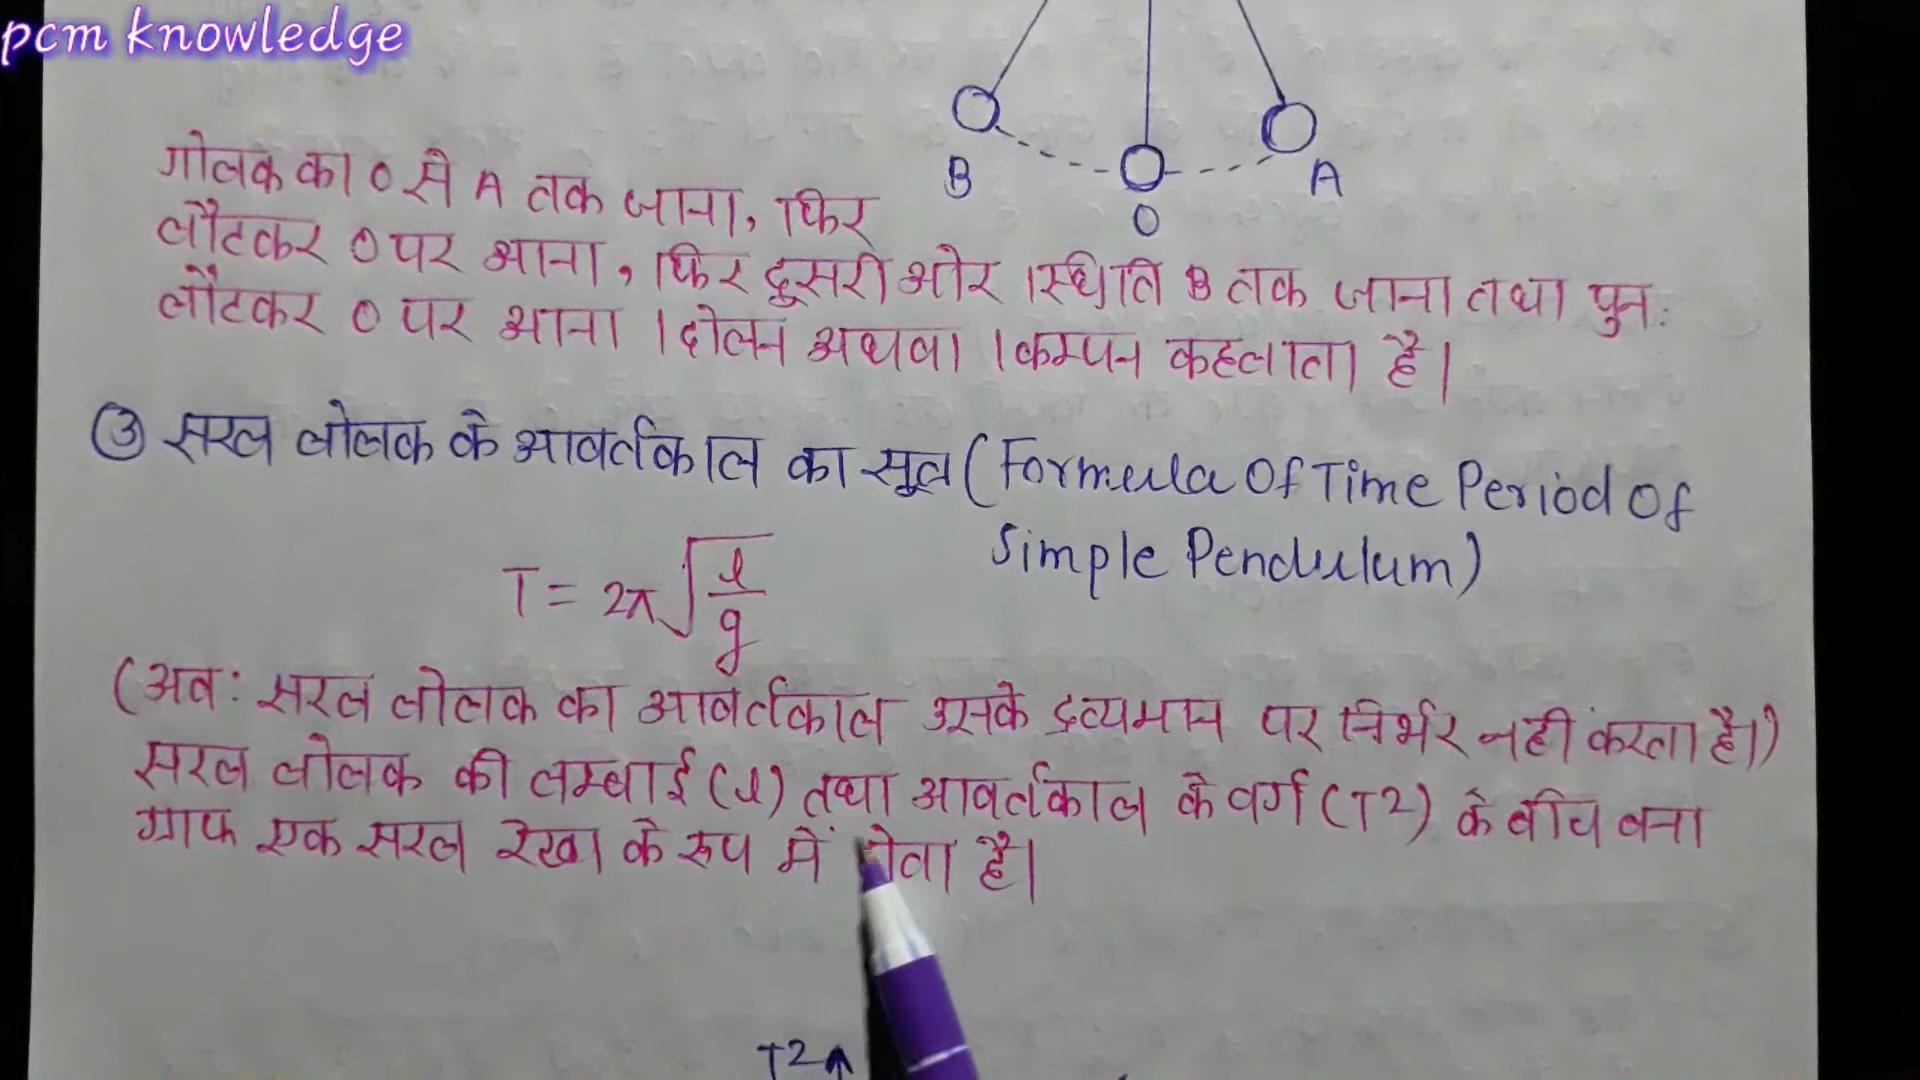 pcm knowledge
B
A
O
गोलक का O से A तक जाना, फिर
लौटकर O पर आना, फिर दूसरी ओर स्थिति B तक जाना तथा पुनः
लौटकर O पर आना 1 दोलन अथवा 1 कम्पन कहलाता है।
③ सरल लोलक के आवर्तकाल का सूत्र (Formula Of Time Period Of
Simple Pendulum)
T = 2π√(l/g)
(अतः सरल लोलक का आवर्तकाल उसके द्रव्यमान पर निर्भर नही करता है।)
सरल लोलक की लम्बाई (l) तथा आवर्तकाल के वर्ग (T2) के बीच बना
ग्राफ एक सरल रेखा के रूप में होता है।
T2↑